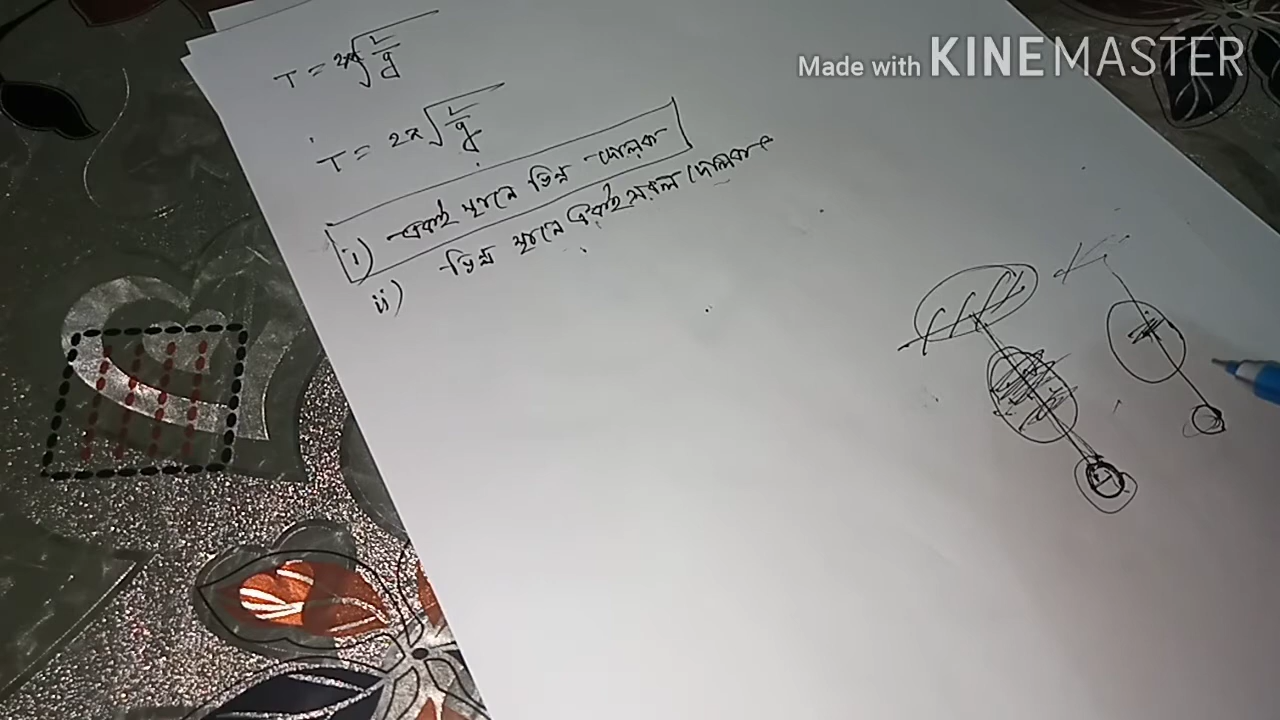 Made with KINEMASTER
T = 2π√L/g
T = 2π√L/g
i) একই স্থানে ভিন্ন দোলক
ii) ভিন্ন স্থানে একই সরল দোলক